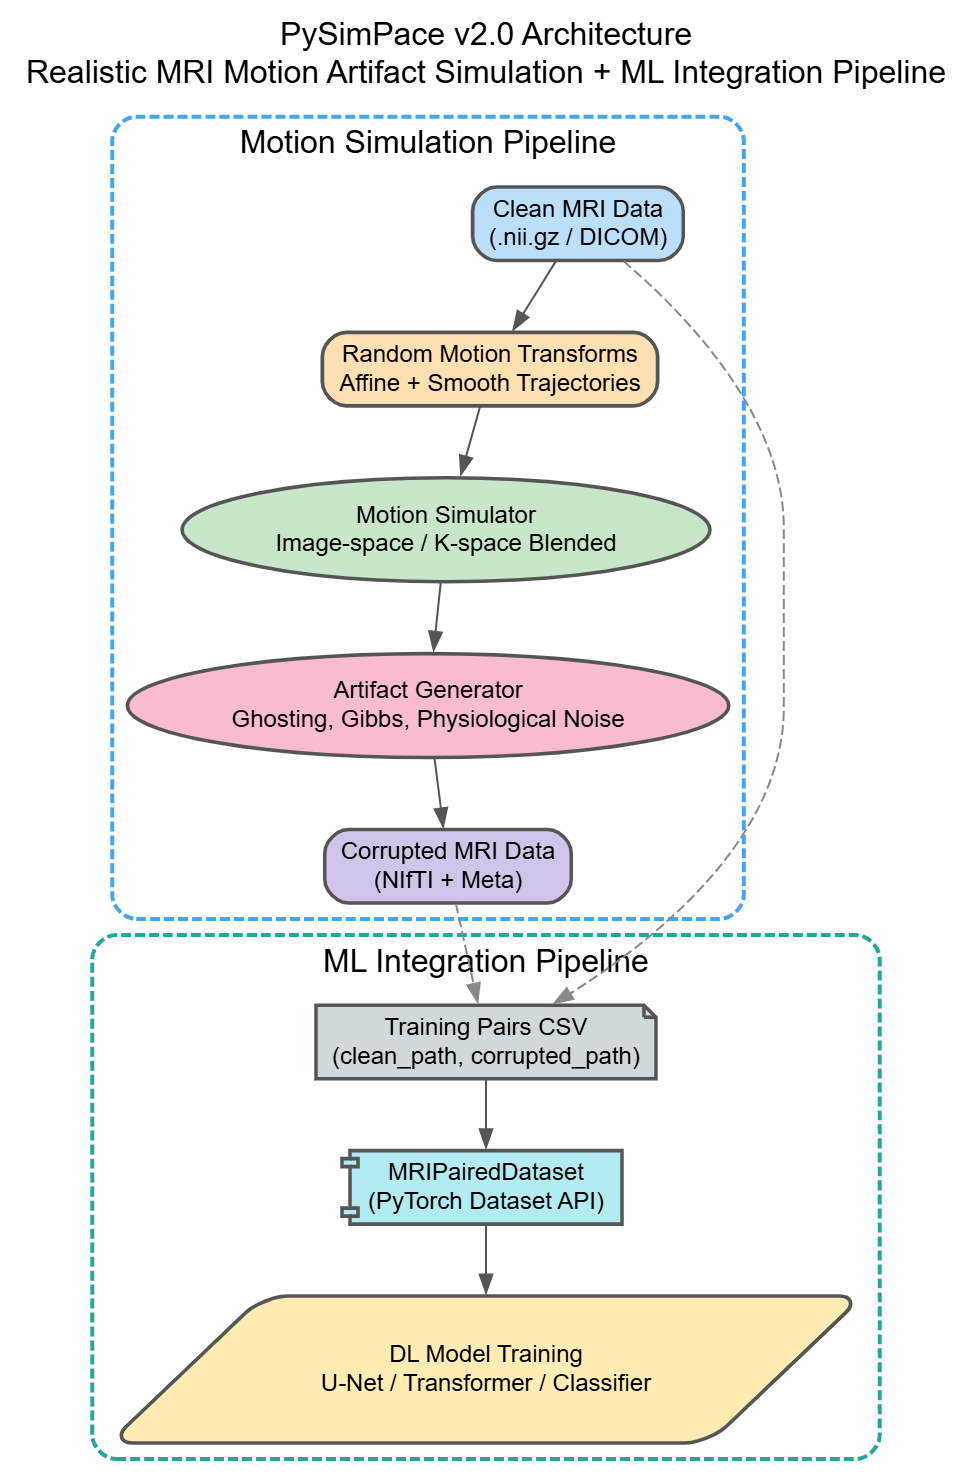 PySimPace v2.0 Architecture
Realistic MRI Motion Artifact Simulation + ML Integration Pipeline
Motion Simulation Pipeline
Clean MRI Data
(.nii.gz / DICOM)
Random Motion Transforms
Affine + Smooth Trajectories
Motion Simulator
Image-space / K-space Blended
Artifact Generator
Ghosting, Gibbs, Physiological Noise
Corrupted MRI Data
(NIfTI + Meta)
ML Integration Pipeline
Training Pairs CSV
(clean_path, corrupted_path)
MRIPairedDataset
(PyTorch Dataset API)
DL Model Training
U-Net / Transformer / Classifier